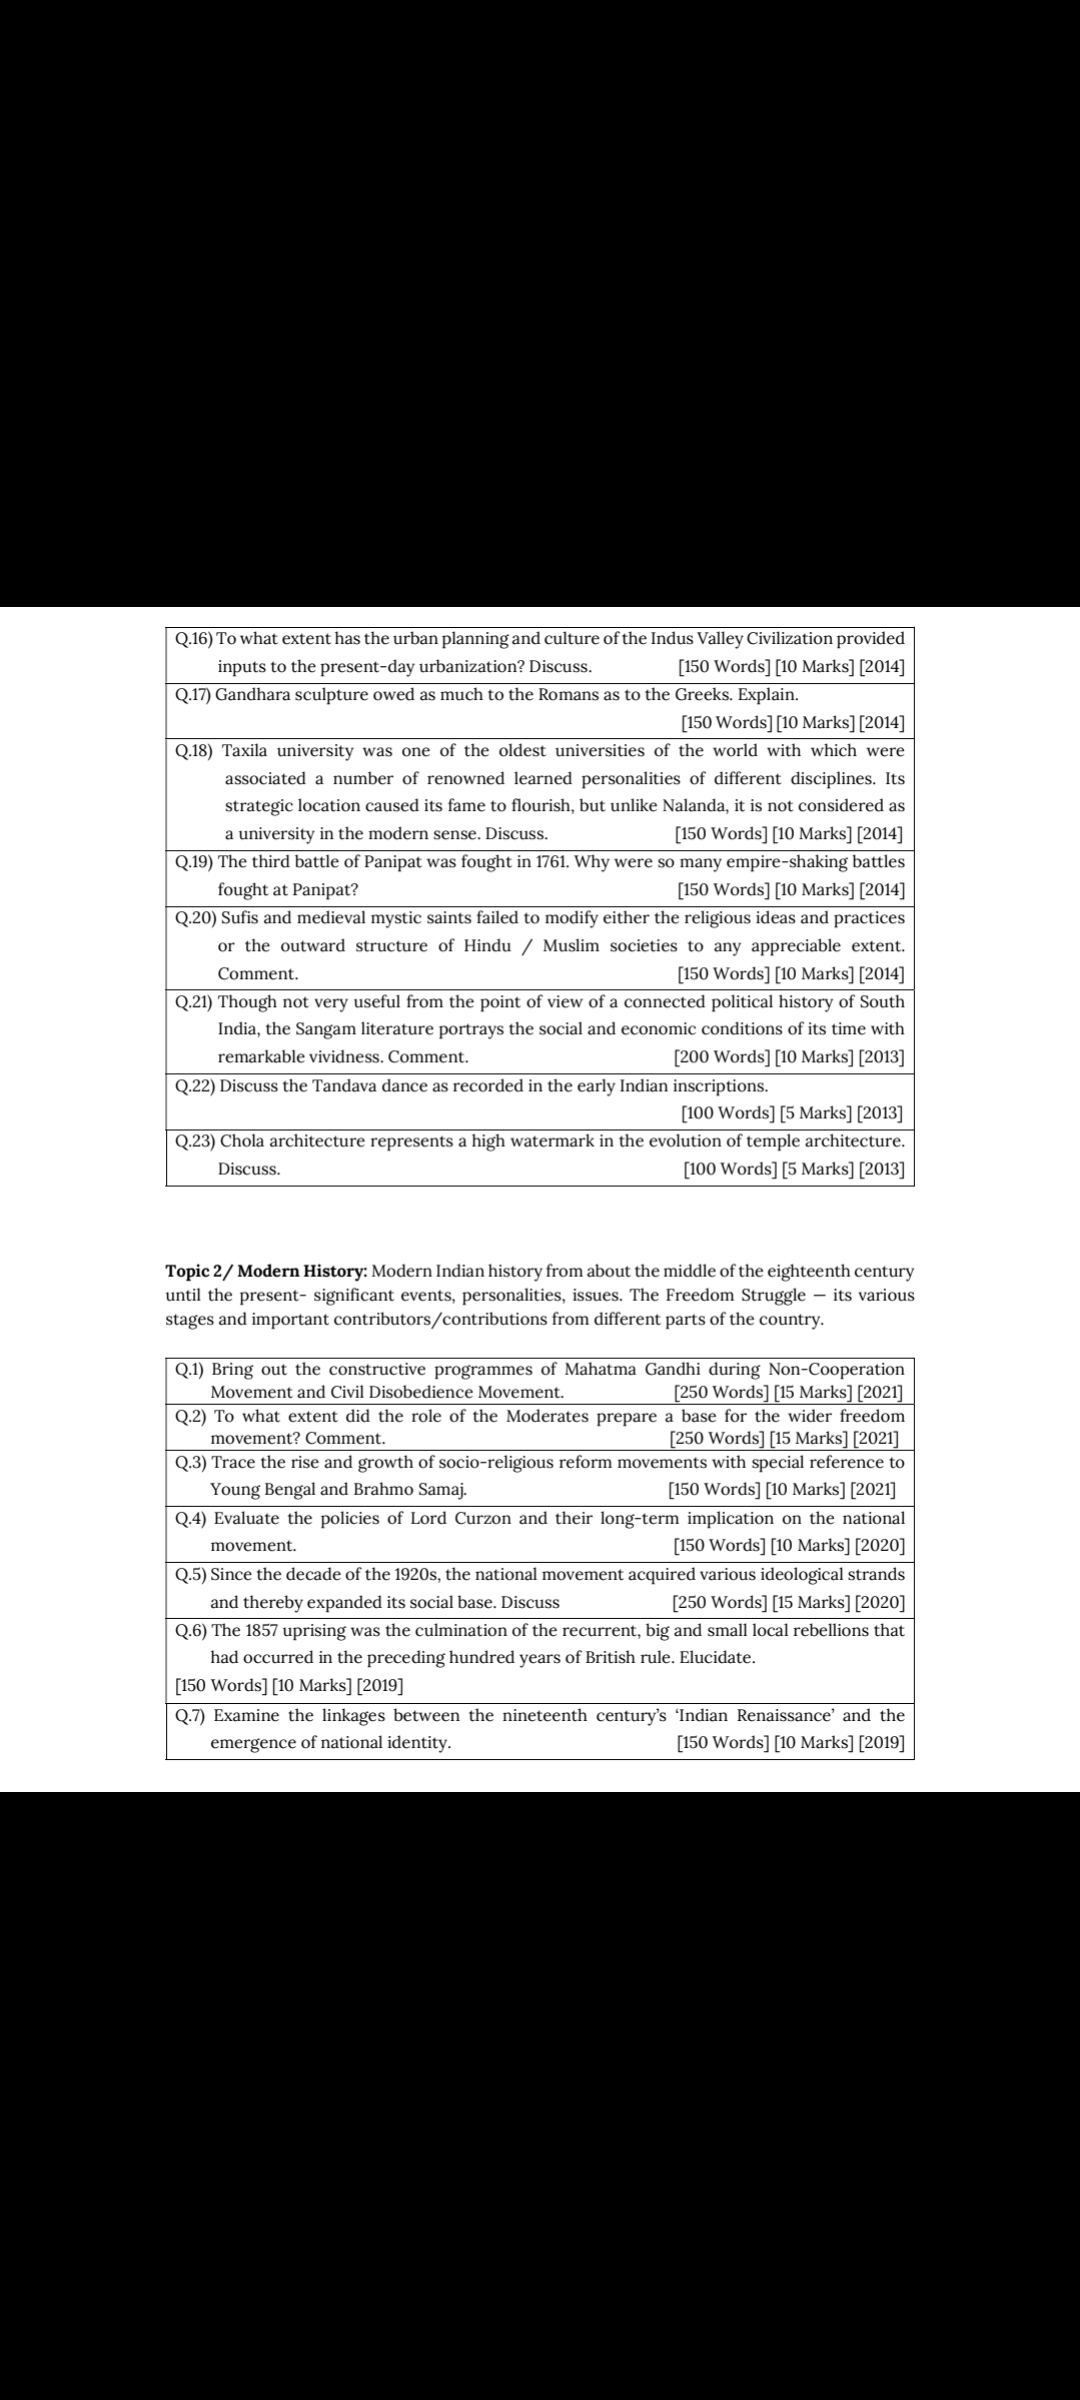 Q.16) To what extent has the urban planning and culture of the Indus Valley Civilization provided
inputs to the present-day urbanization? Discuss. [150 Words] [10 Marks] [2014]
Q.17) Gandhara sculpture owed as much to the Romans as to the Greeks. Explain.
[150 Words] [10 Marks] [2014]
Q.18) Taxila university was one of the oldest universities of the world with which were
associated a number of renowned learned personalities of different disciplines. Its
strategic location caused its fame to flourish, but unlike Nalanda, it is not considered as
a university in the modern sense. Discuss. [150 Words] [10 Marks] [2014]
Q.19) The third battle of Panipat was fought in 1761. Why were so many empire-shaking battles
fought at Panipat? [150 Words] [10 Marks] [2014]
Q.20) Sufis and medieval mystic saints failed to modify either the religious ideas and practices
or the outward structure of Hindu / Muslim societies to any appreciable extent.
Comment. [150 Words] [10 Marks] [2014]
Q.21) Though not very useful from the point of view of a connected political history of South
India, the Sangam literature portrays the social and economic conditions of its time with
remarkable vividness. Comment. [200 Words] [10 Marks] [2013]
Q.22) Discuss the Tandava dance as recorded in the early Indian inscriptions.
[100 Words] [5 Marks] [2013]
Q.23) Chola architecture represents a high watermark in the evolution of temple architecture.
Discuss. [100 Words] [5 Marks] [2013]
Topic 2/ Modern History: Modern Indian history from about the middle of the eighteenth century
until the present- significant events, personalities, issues. The Freedom Struggle — its various
stages and important contributors/contributions from different parts of the country.
Q.1) Bring out the constructive programmes of Mahatma Gandhi during Non-Cooperation
Movement and Civil Disobedience Movement. [250 Words] [15 Marks] [2021]
Q.2) To what extent did the role of the Moderates prepare a base for the wider freedom
movement? Comment. [250 Words] [15 Marks] [2021]
Q.3) Trace the rise and growth of socio-religious reform movements with special reference to
Young Bengal and Brahmo Samaj. [150 Words] [10 Marks] [2021]
Q.4) Evaluate the policies of Lord Curzon and their long-term implication on the national
movement. [150 Words] [10 Marks] [2020]
Q.5) Since the decade of the 1920s, the national movement acquired various ideological strands
and thereby expanded its social base. Discuss [250 Words] [15 Marks] [2020]
Q.6) The 1857 uprising was the culmination of the recurrent, big and small local rebellions that
had occurred in the preceding hundred years of British rule. Elucidate.
[150 Words] [10 Marks] [2019]
Q.7) Examine the linkages between the nineteenth century's 'Indian Renaissance' and the
emergence of national identity. [150 Words] [10 Marks] [2019]